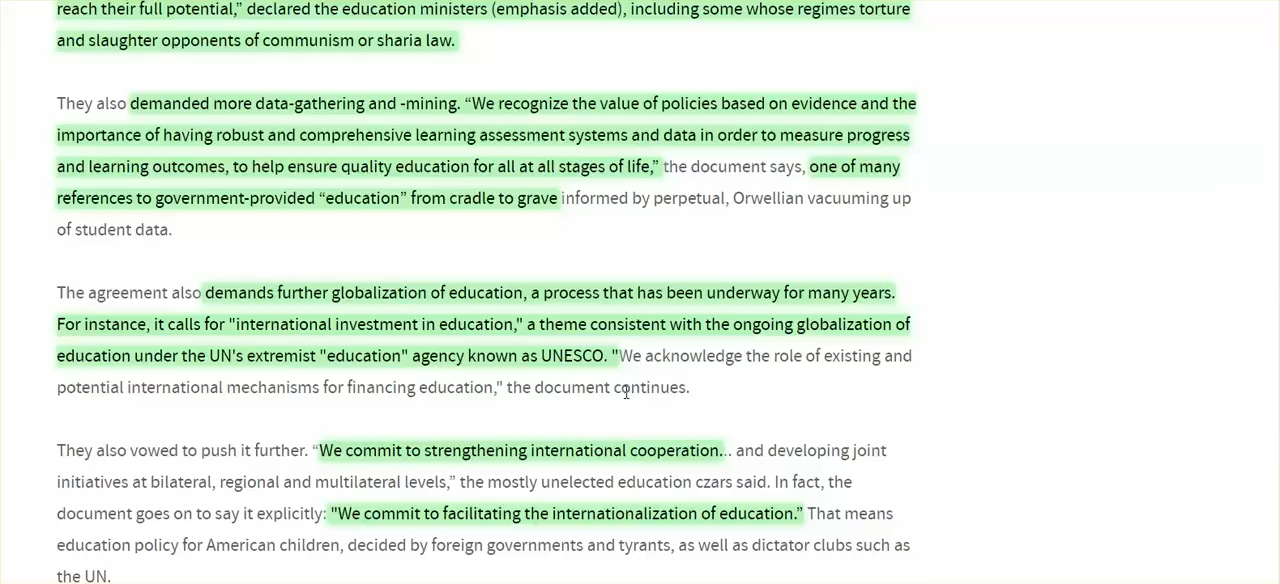 reach their full potential,” declared the education ministers (emphasis added), including some whose regimes torture
and slaughter opponents of communism or sharia law.
They also demanded more data-gathering and -mining. “We recognize the value of policies based on evidence and the
importance of having robust and comprehensive learning assessment systems and data in order to measure progress
and learning outcomes, to help ensure quality education for all at all stages of life,” the document says, one of many
references to government-provided “education” from cradle to grave informed by perpetual, Orwellian vacuuming up
of student data.
The agreement also demands further globalization of education, a process that has been underway for many years.
For instance, it calls for "international investment in education," a theme consistent with the ongoing globalization of
education under the UN's extremist "education" agency known as UNESCO. "We acknowledge the role of existing and
potential international mechanisms for financing education," the document continues.
They also vowed to push it further. “We commit to strengthening international cooperation... and developing joint
initiatives at bilateral, regional and multilateral levels,” the mostly unelected education czars said. In fact, the
document goes on to say it explicitly: "We commit to facilitating the internationalization of education.” That means
education policy for American children, decided by foreign governments and tyrants, as well as dictator clubs such as
the UN.